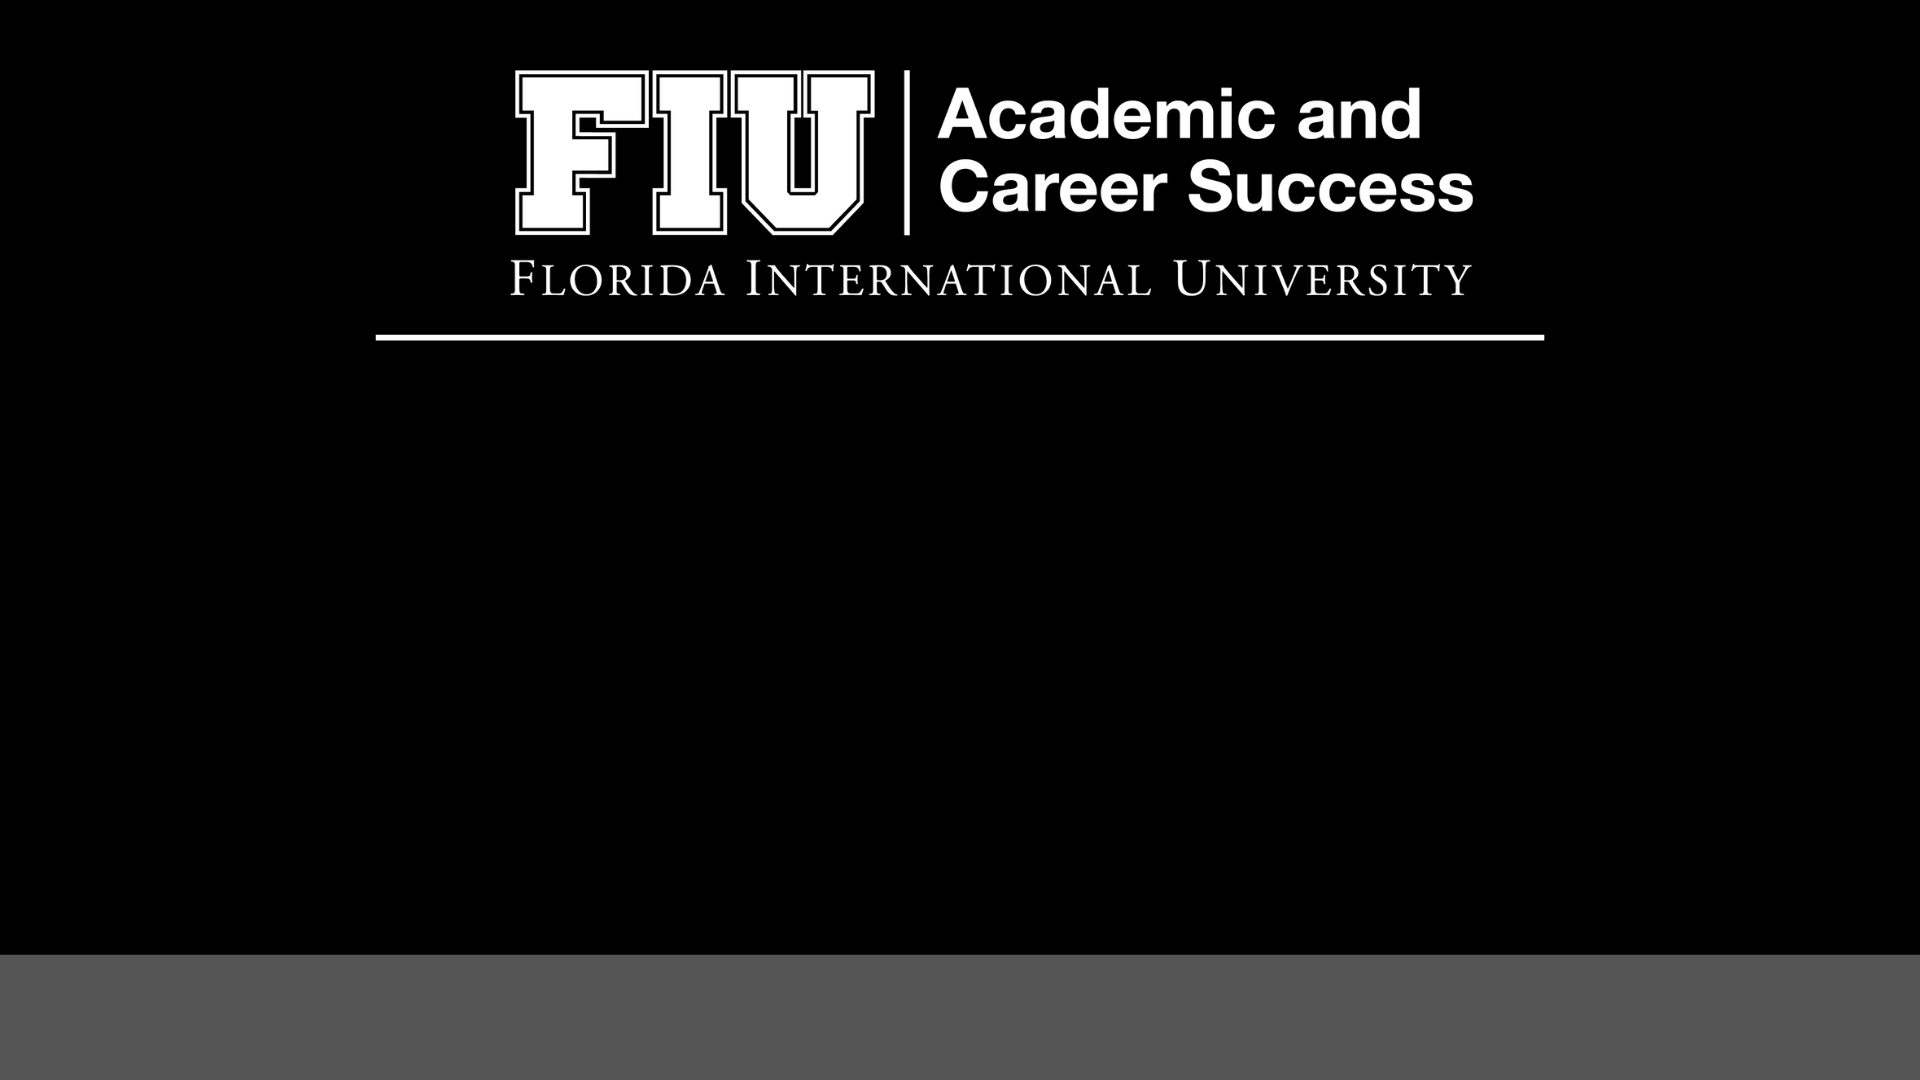 FIU
Academic and
Career Success
FLORIDA INTERNATIONAL UNIVERSITY